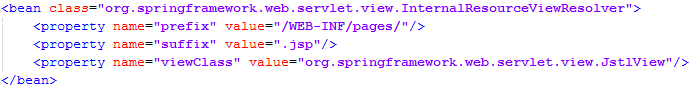 <bean class="org.springframework.web.servlet.view.InternalResourceViewResolver">
    <property name="prefix" value="/WEB-INF/pages/"/>
    <property name="suffix" value=".jsp"/>
    <property name="viewClass" value="org.springframework.web.servlet.view.JstlView"/>
</bean>